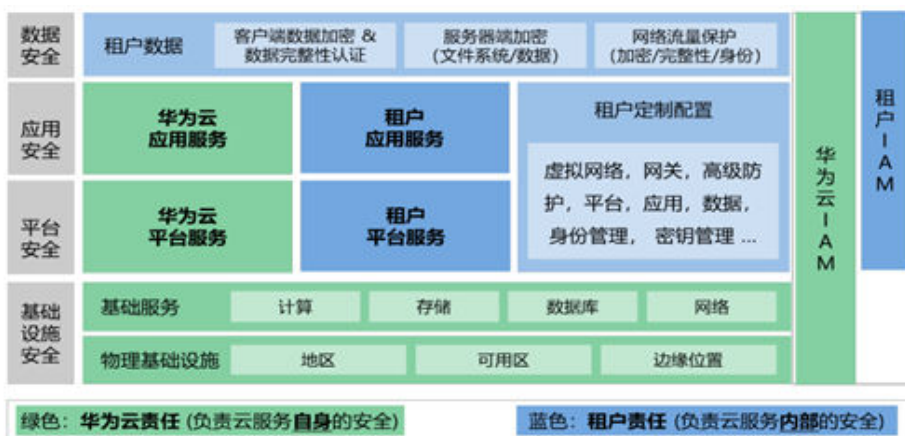 数据
安全
租户数据
客户端数据加密 &
数据完整性认证
服务器端加密
(文件系统/数据)
网络流量保护
(加密/完整性/身份)
应用
安全
华为云
应用服务
租户
应用服务
租户定制配置
虚拟网络，网关，高级防
护，平台，应用，数据，
身份管理， 密钥管理 ...
平台
安全
华为云
平台服务
租户
平台服务
基础
设施
安全
基础服务
计算
存储
数据库
网络
物理基础设施
地区
可用区
边缘位置
华为云IAM
租户IAM
绿色：华为云责任 (负责云服务自身的安全)
蓝色：租户责任 (负责云服务内部的安全)